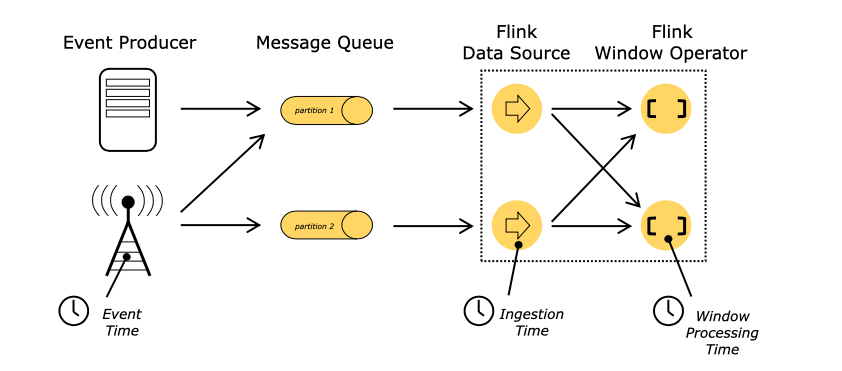 Event Producer
Message Queue
Flink
Data Source
Flink
Window Operator
partition 1
partition 2
Event
Time
Ingestion
Time
Window
Processing
Time